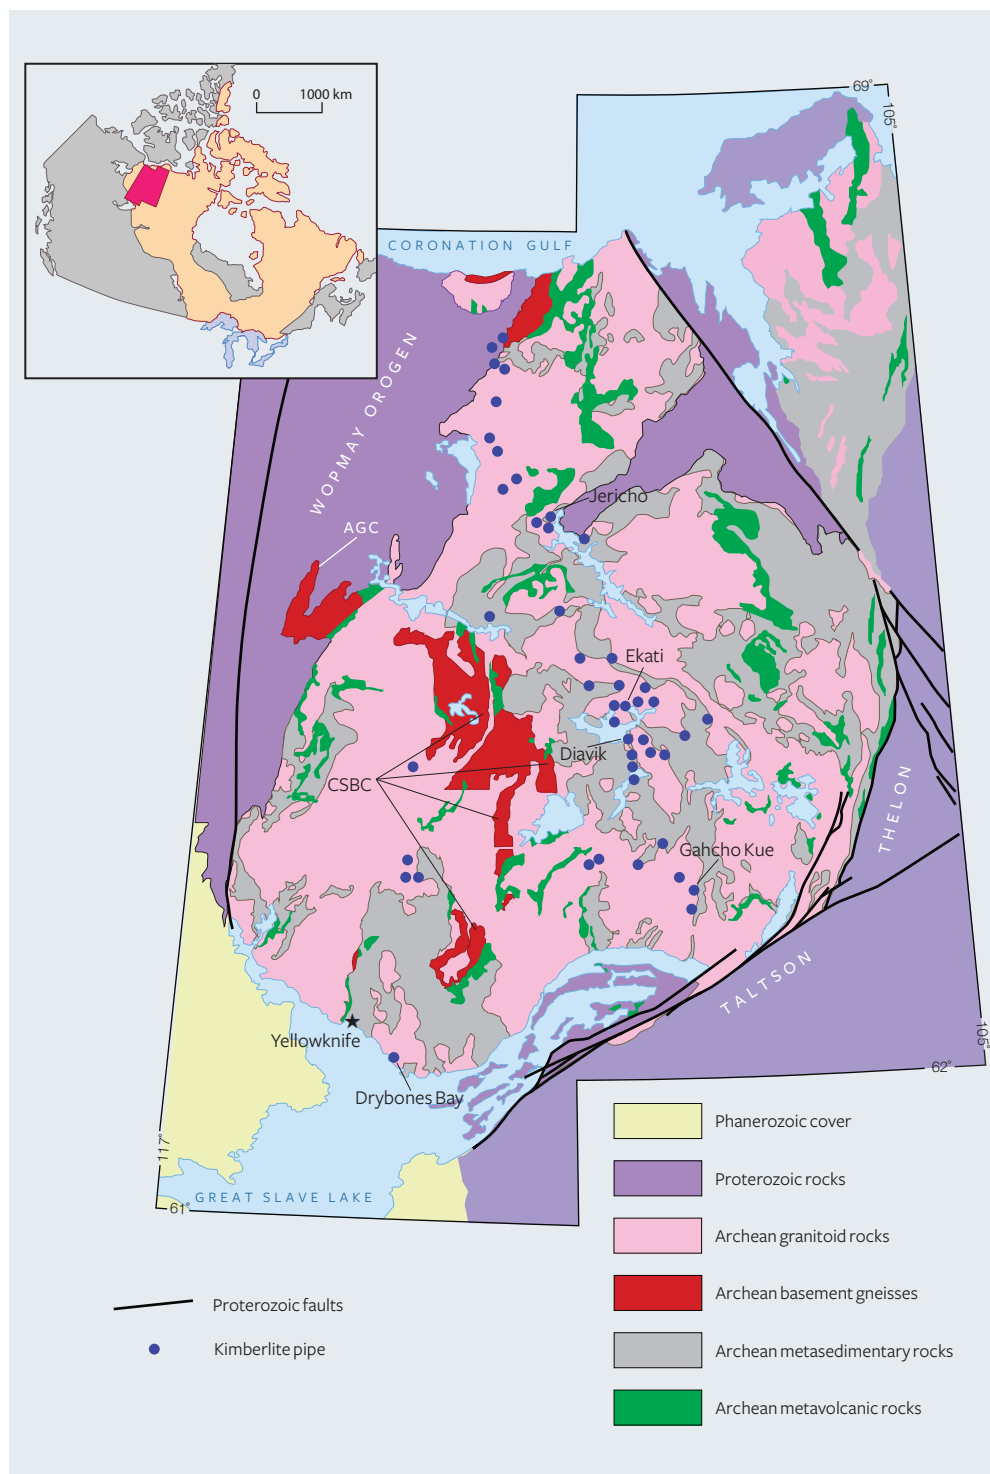 0 1000 km
69°
105°
CORONATION GULF
WOPMAY OROGEN
Jericho
AGC
Ekati
Diavik
CSBC
THELON
Gahcho Kue
TALTSON
Yellowknife
105°
62°
Drybones Bay
117°
GREAT SLAVE LAKE
61°
Phanerozoic cover
Proterozoic rocks
Archean granitoid rocks
Archean basement gneisses
Proterozoic faults
Kimberlite pipe
Archean metasedimentary rocks
Archean metavolcanic rocks